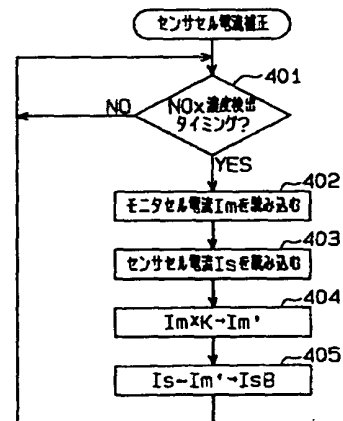 センサセル電流補正
401
NO
NOx濃度検出
タイミング?
YES
402
モニタセル電流Imを読み込む
403
センサセル電流Isを読み込む
404
Im×K→Im'
405
Is-Im'→IsB